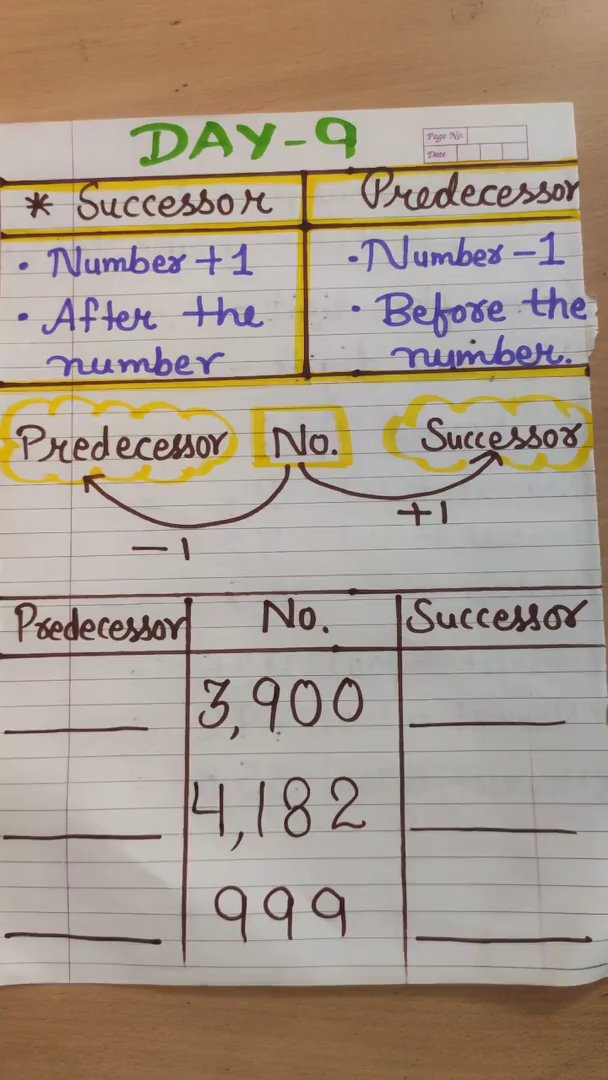 DAY-9
Page No.
Date
* Successor
Predecessor
• Number +1
• Number -1
• After the
• Before the
number
number.
Predecessor No. Successor
+1
-1
Predecessor No. Successor
3,900
4,182
999